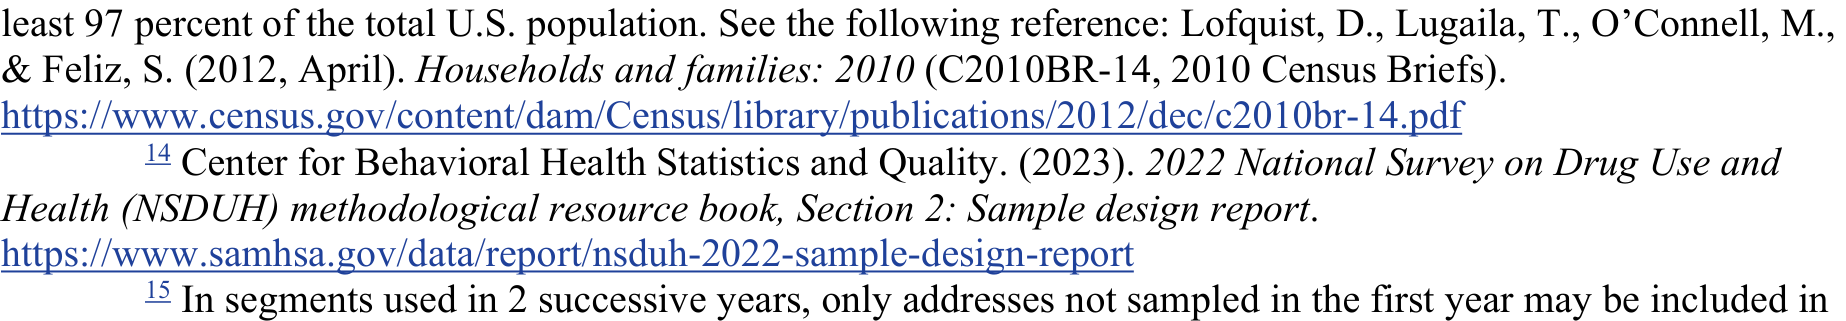 least 97 percent of the total U.S. population. See the following reference: Lofquist, D., Lugaila, T., O’Connell, M.,
& Feliz, S. (2012, April). Households and families: 2010 (C2010BR-14, 2010 Census Briefs).
https://www.census.gov/content/dam/Census/library/publications/2012/dec/c2010br-14.pdf
14 Center for Behavioral Health Statistics and Quality. (2023). 2022 National Survey on Drug Use and
Health (NSDUH) methodological resource book, Section 2: Sample design report.
https://www.samhsa.gov/data/report/nsduh-2022-sample-design-report
15 In segments used in 2 successive years, only addresses not sampled in the first year may be included in